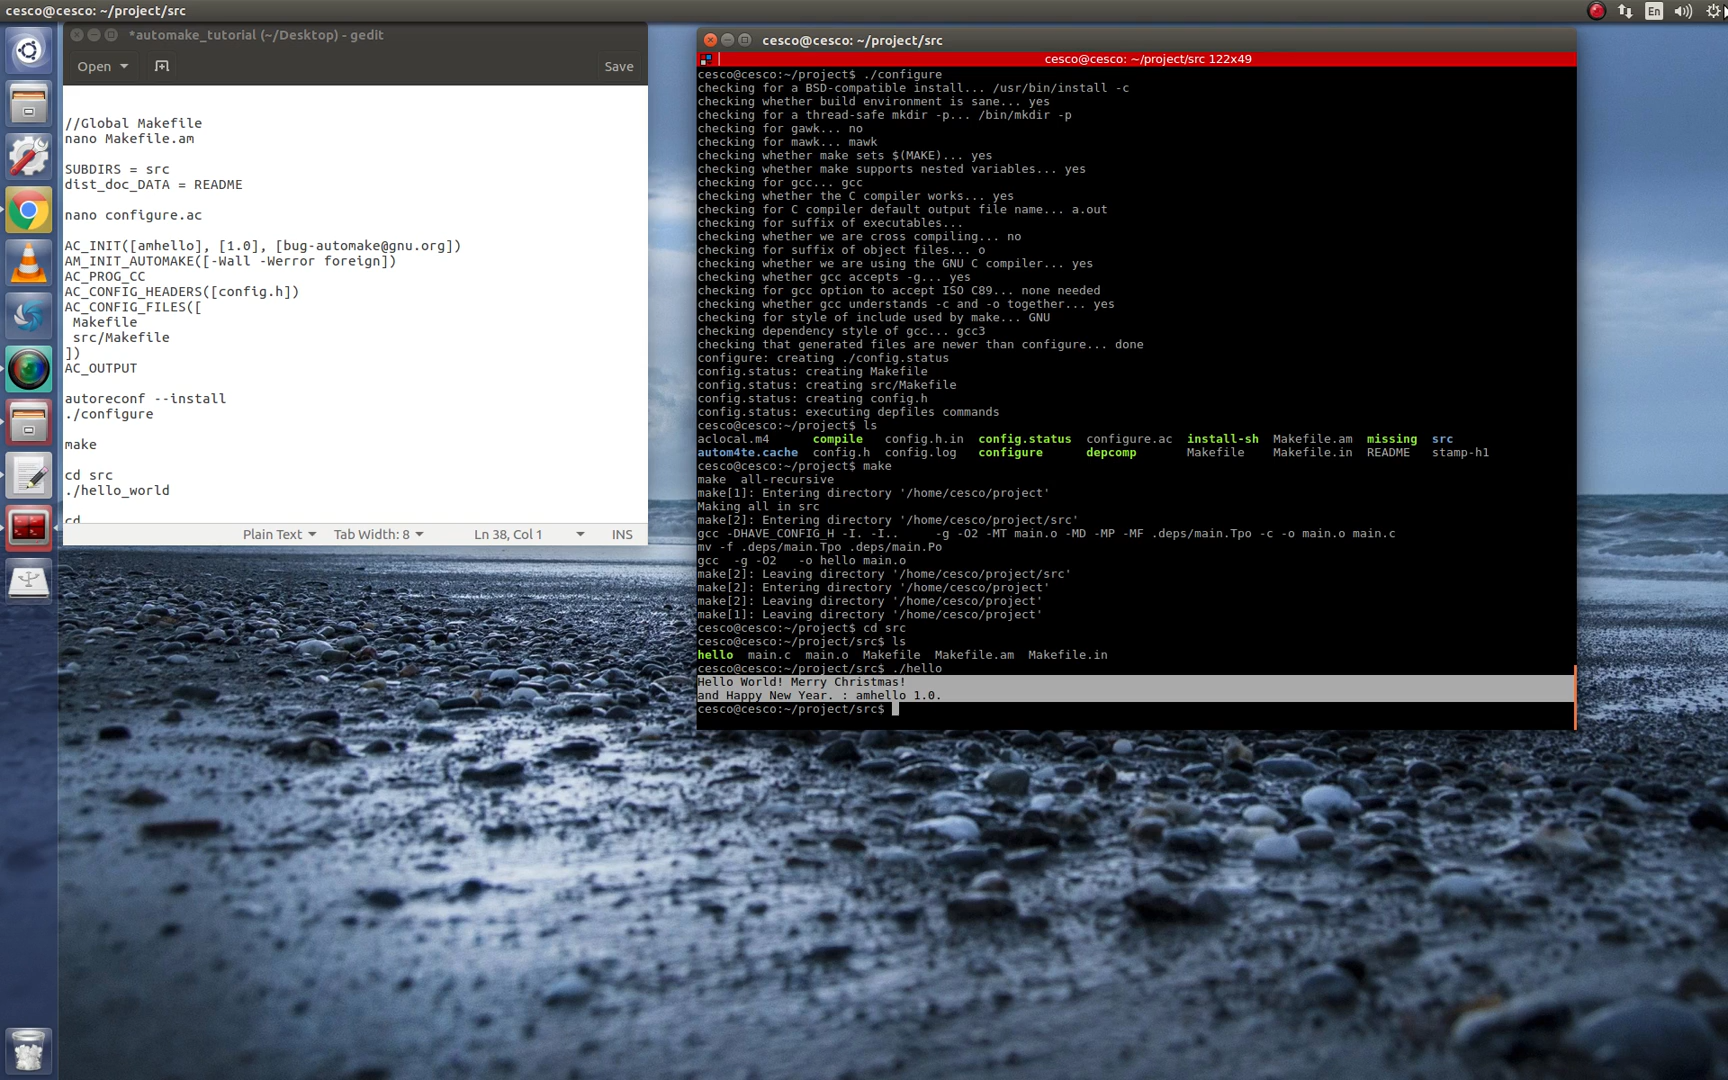 cesco@cesco: ~/project/src
En
*automake_tutorial (~/Desktop) - gedit
Open
Save
//Global Makefile
nano Makefile.am
SUBDIRS = src
dist_doc_DATA = README
nano configure.ac
AC_INIT([amhello], [1.0], [bug-automake@gnu.org])
AM_INIT_AUTOMAKE([-Wall -Werror foreign])
AC_PROG_CC
AC_CONFIG_HEADERS([config.h])
AC_CONFIG_FILES([
Makefile
src/Makefile
])
AC_OUTPUT
autoreconf --install
./configure
make
cd src
./hello_world
cd
Plain Text Tab Width: 8 Ln 38, Col 1 INS
cesco@cesco: ~/project/src
cesco@cesco: ~/project/src 122x49
cesco@cesco:~/project$ ./configure
checking for a BSD-compatible install... /usr/bin/install -c
checking whether build environment is sane... yes
checking for a thread-safe mkdir -p... /bin/mkdir -p
checking for gawk... no
checking for mawk... mawk
checking whether make sets $(MAKE)... yes
checking whether make supports nested variables... yes
checking for gcc... gcc
checking whether the C compiler works... yes
checking for C compiler default output file name... a.out
checking for suffix of executables...
checking whether we are cross compiling... no
checking for suffix of object files... o
checking whether we are using the GNU C compiler... yes
checking whether gcc accepts -g... yes
checking for gcc option to accept ISO C89... none needed
checking whether gcc understands -c and -o together... yes
checking for style of include used by make... GNU
checking dependency style of gcc... gcc3
checking that generated files are newer than configure... done
configure: creating ./config.status
config.status: creating Makefile
config.status: creating src/Makefile
config.status: creating config.h
config.status: executing depfiles commands
cesco@cesco:~/project$ ls
aclocal.m4 compile config.h.in config.status configure.ac install-sh Makefile.am missing src
autom4te.cache config.h config.log configure depcomp Makefile Makefile.in README stamp-h1
cesco@cesco:~/project$ make
make all-recursive
make[1]: Entering directory '/home/cesco/project'
Making all in src
make[2]: Entering directory '/home/cesco/project/src'
gcc -DHAVE_CONFIG_H -I. -I.. -g -O2 -MT main.o -MD -MP -MF .deps/main.Tpo -c -o main.o main.c
mv -f .deps/main.Tpo .deps/main.Po
gcc -g -O2 -o hello main.o
make[2]: Leaving directory '/home/cesco/project/src'
make[2]: Entering directory '/home/cesco/project'
make[2]: Leaving directory '/home/cesco/project'
make[1]: Leaving directory '/home/cesco/project'
cesco@cesco:~/project$ cd src
cesco@cesco:~/project/src$ ls
hello main.c main.o Makefile Makefile.am Makefile.in
cesco@cesco:~/project/src$ ./hello
Hello World! Merry Christmas!
and Happy New Year. : amhello 1.0.
cesco@cesco:~/project/src$